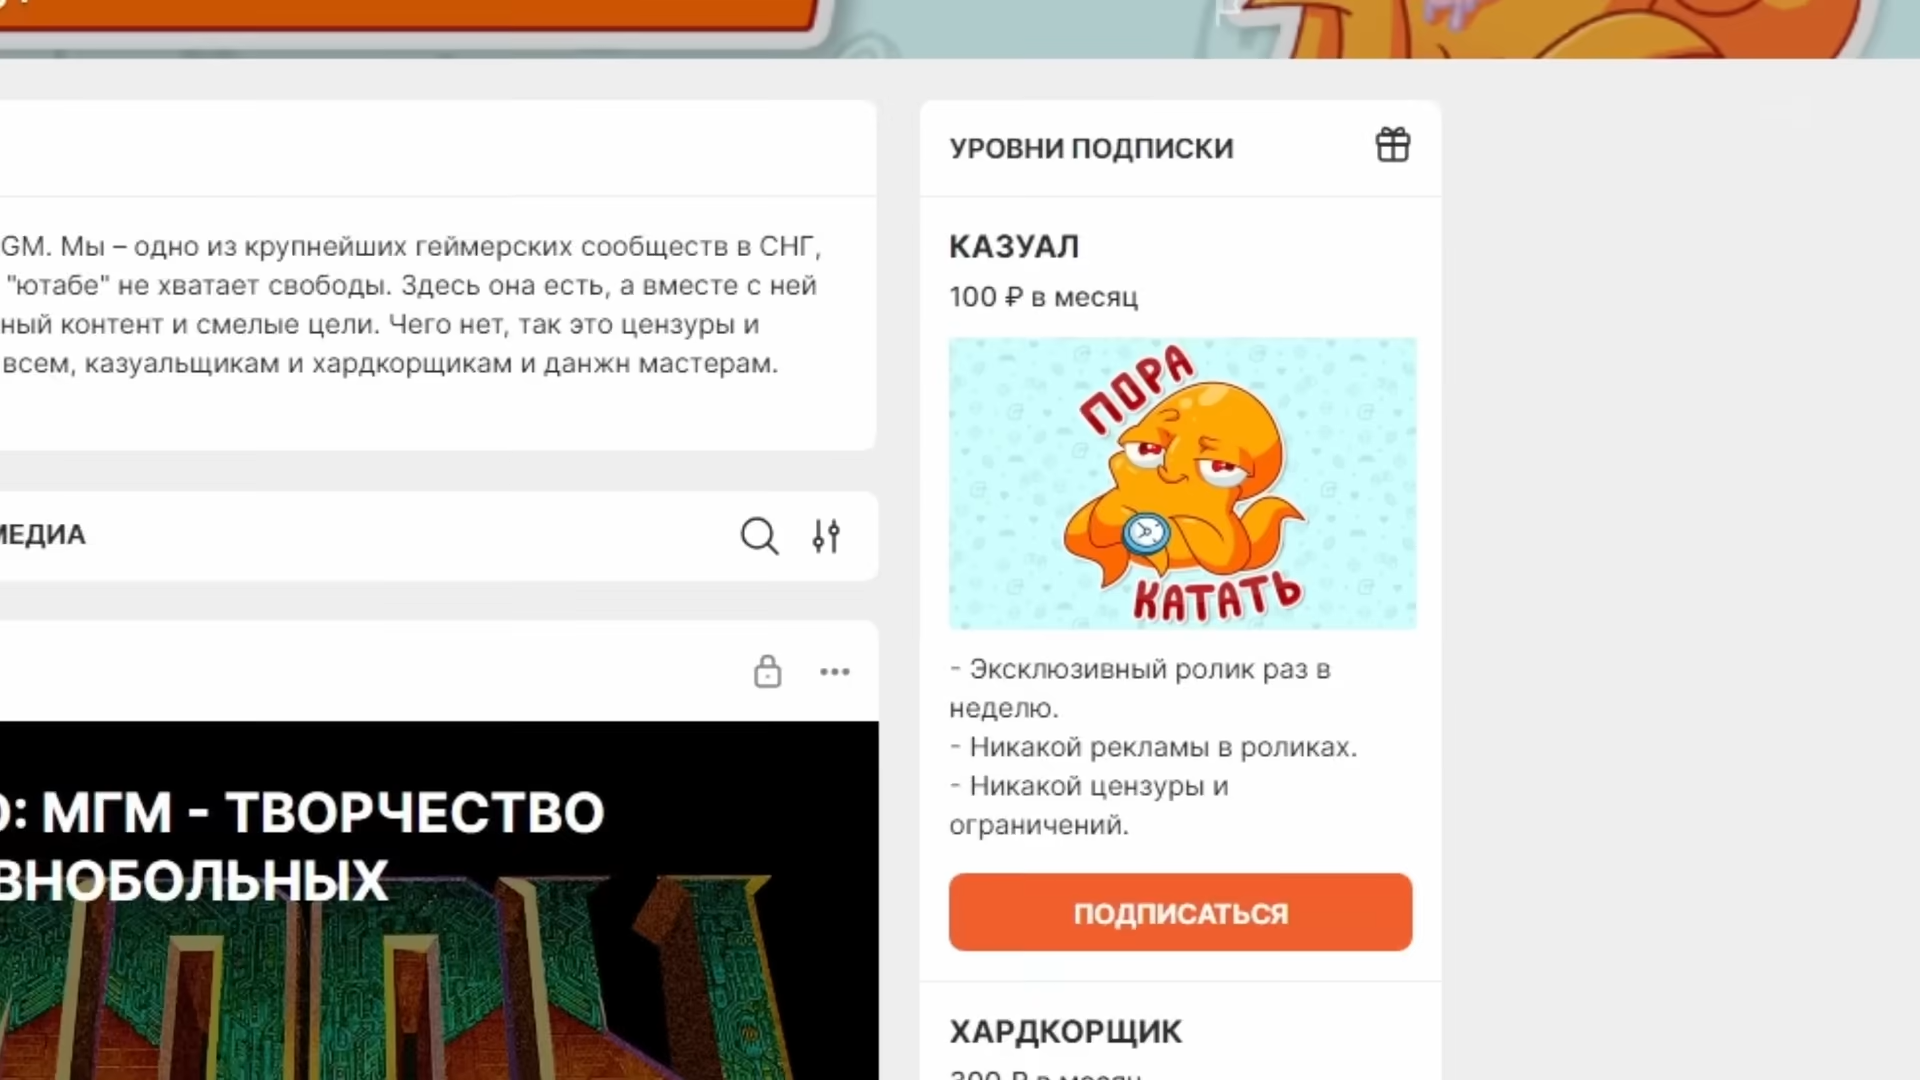 GM. Мы – одно из крупнейших геймерских сообществ в СНГ,
"ютабе" не хватает свободы. Здесь она есть, а вместе с ней
ный контент и смелые цели. Чего нет, так это цензуры и
всем, казуальщикам и хардкорщикам и данжн мастерам.
МЕДИА
О: МГМ - ТВОРЧЕСТВО
ВНОБОЛЬНЫХ
УРОВНИ ПОДПИСКИ
КАЗУАЛ
100 ₽ в месяц
ПОРА
КАТАТЬ
- Эксклюзивный ролик раз в
неделю.
- Никакой рекламы в роликах.
- Никакой цензуры и
ограничений.
ПОДПИСАТЬСЯ
ХАРДКОРЩИК
300 ₽ в месяц